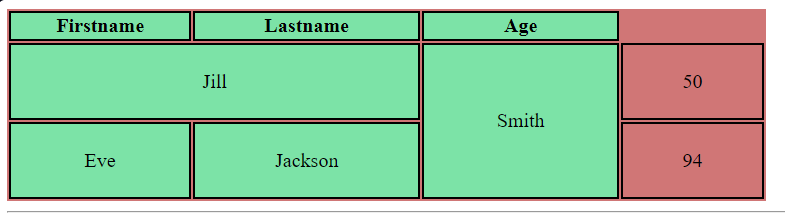 Firstname Lastname Age
Jill 50
Smith
Eve Jackson 94